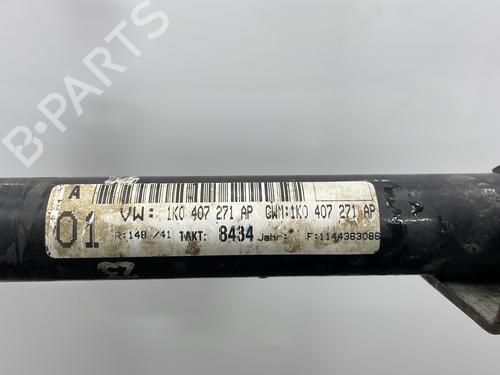 B-PARTS
A
01
VW: 1K0 407 271 AP GWM:1K0 407 271 AP
R:148 /41 TAKT: 8434 Jahr: F:1144363086